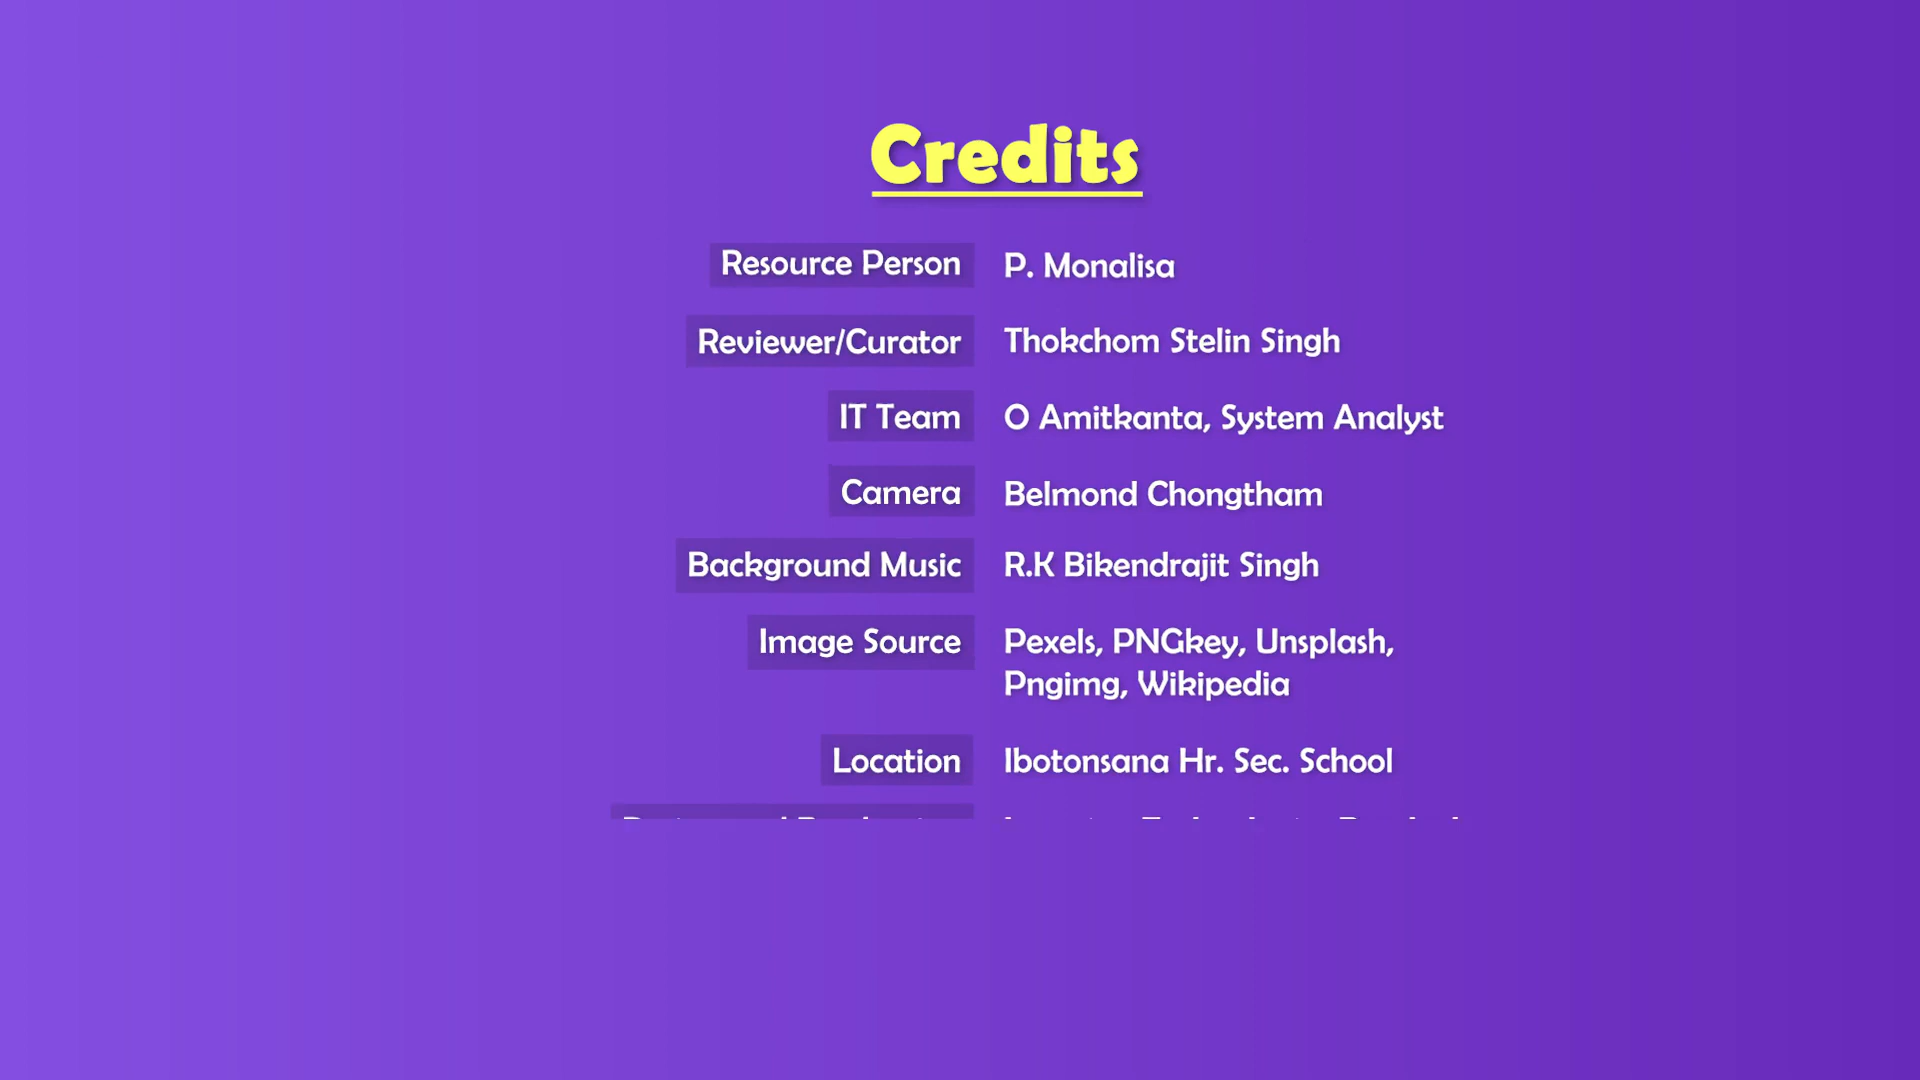 Credits
Resource Person P. Monalisa
Reviewer/Curator Thokchom Stelin Singh
IT Team O Amitkanta, System Analyst
Camera Belmond Chongtham
Background Music R.K Bikendrajit Singh
Image Source Pexels, PNGkey, Unsplash,
Pngimg, Wikipedia
Location Ibotonsana Hr. Sec. School